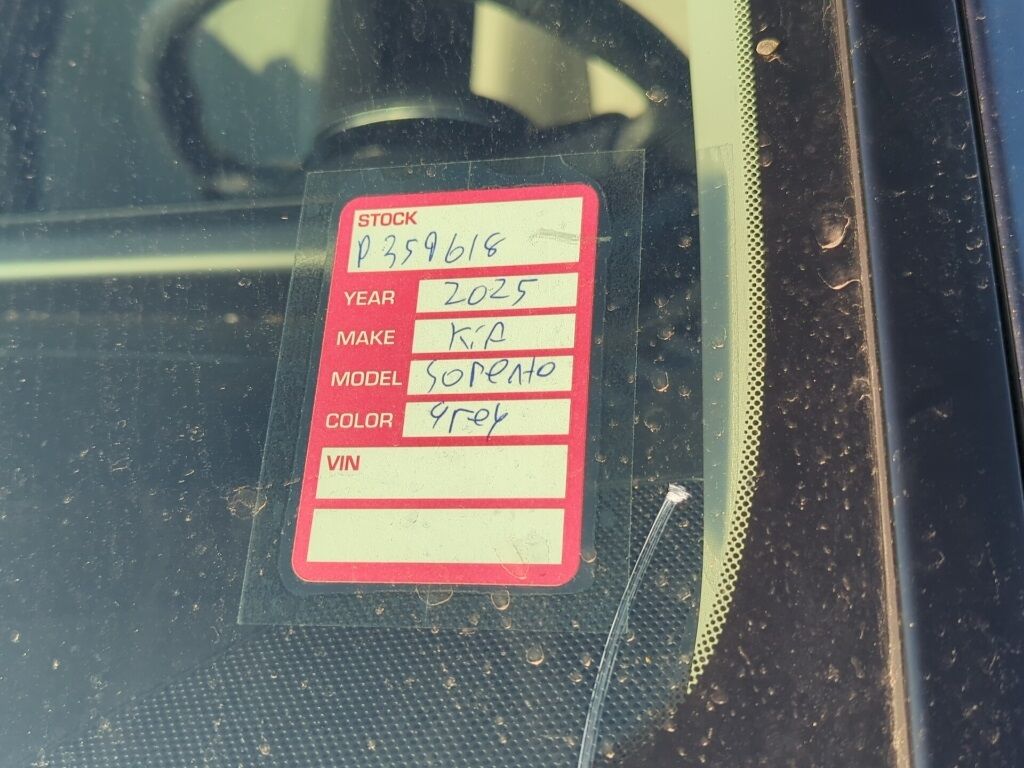 STOCK
P359618
YEAR 2025
MAKE KiA
MODEL Sorento
COLOR Grey
VIN